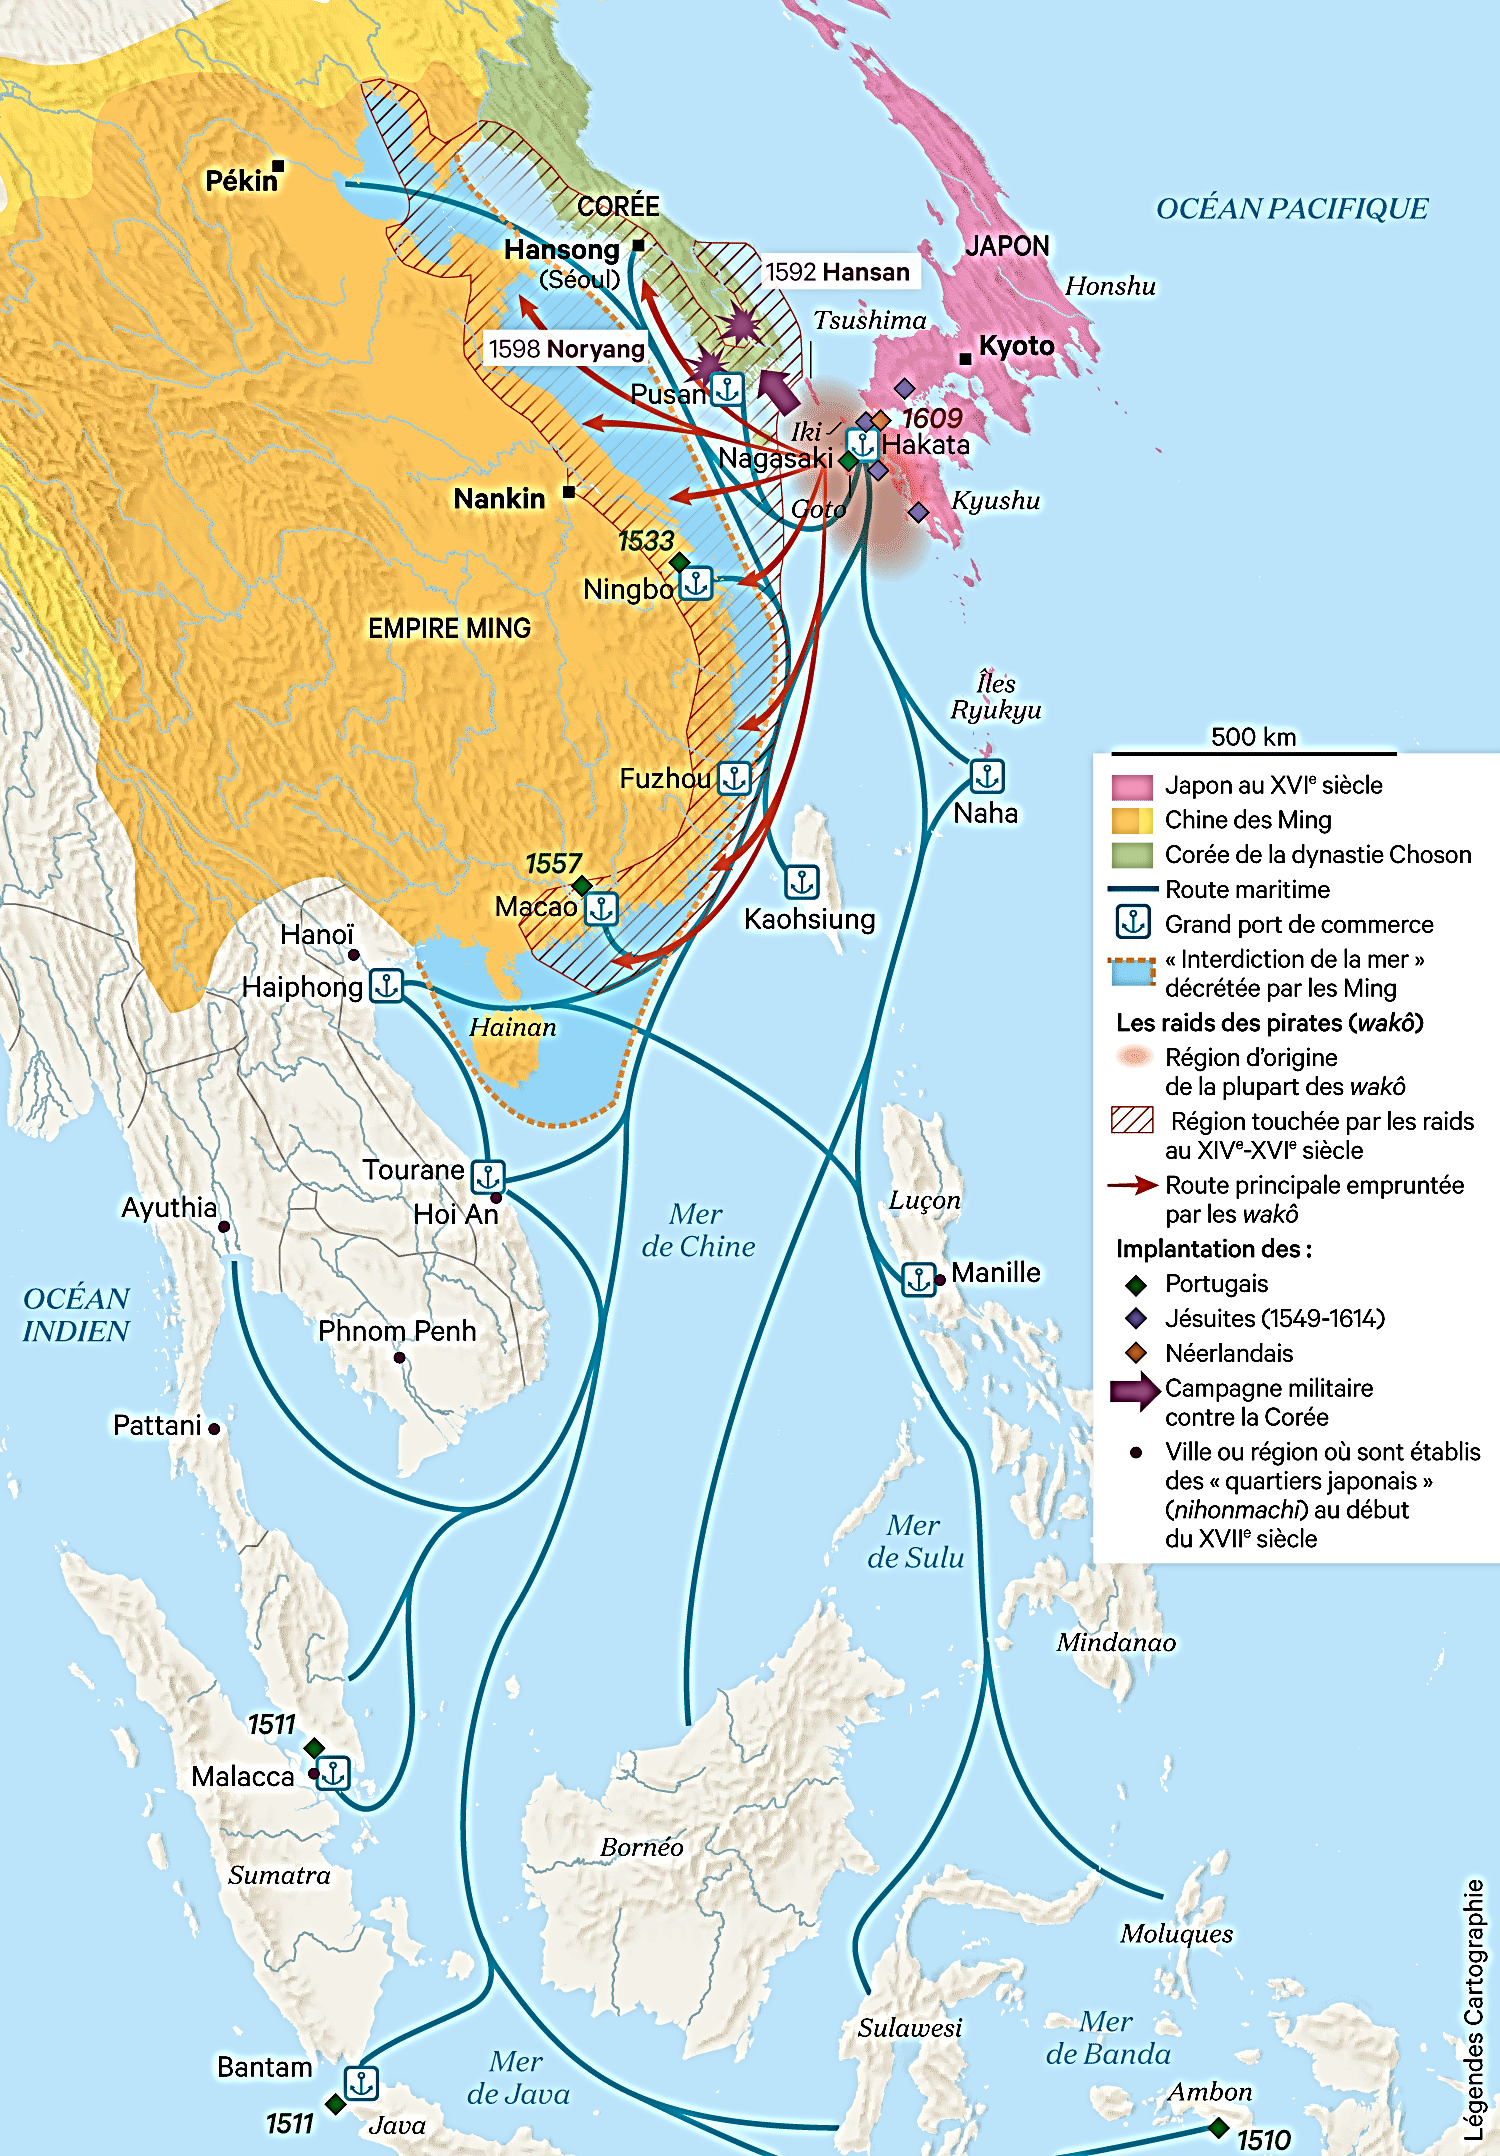 Pékin
CORÉE
OCÉAN PACIFIQUE
Hansong
(Séoul)
JAPON
1592 Hansan
Honshu
Tsushima
1598 Noryang
Kyoto
Pusan
Iki
1609
Hakata
Nagasaki
Goto
Kyushu
Nankin
1533
Ningbo
EMPIRE MING
Îles
Ryukyu
Fuzhou
Naha
1557
Macao
Kaohsiung
Hanoï
Haiphong
Hainan
Tourane
Hoi An
Ayuthia
Luçon
Mer
de Chine
Manille
OCÉAN
INDIEN
Phnom Penh
Pattani
Mer
de Sulu
Mindanao
1511
Malacca
Bornéo
Sumatra
Moluques
Sulawesi
Mer
de Banda
Bantam
Mer
de Java
1511
Java
Ambon
1510
500 km
Japon au XVIe siècle
Chine des Ming
Corée de la dynastie Choson
Route maritime
Grand port de commerce
« Interdiction de la mer »
décrétée par les Ming
Les raids des pirates (wakô)
Région d'origine
de la plupart des wakô
Région touchée par les raids
au XIVe-XVIe siècle
Route principale empruntée
par les wakô
Implantation des :
Portugais
Jésuites (1549-1614)
Néerlandais
Campagne militaire
contre la Corée
Ville ou région où sont établis
des « quartiers japonais »
(nihonmachi) au début
du XVIIe siècle
Légendes Cartographie